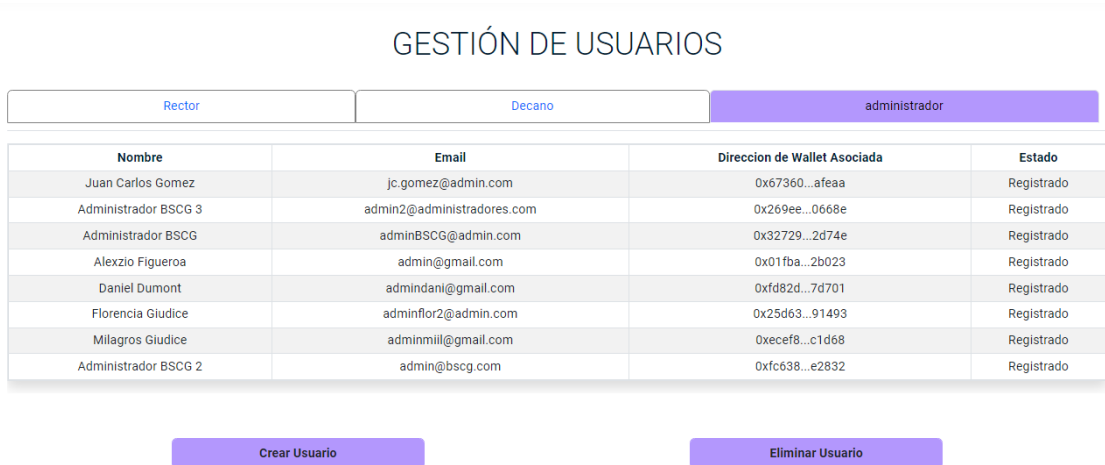 GESTIÓN DE USUARIOS
Rector Decano administrador
Nombre Email Direccion de Wallet Asociada Estado
Juan Carlos Gomez jc.gomez@admin.com 0x67360...afeaa Registrado
Administrador BSCG 3 admin2@administradores.com 0x269ee...0668e Registrado
Administrador BSCG adminBSCG@admin.com 0x32729...2d74e Registrado
Alexzio Figueroa admin@gmail.com 0x01fba...2b023 Registrado
Daniel Dumont admindani@gmail.com 0xfd82d...7d701 Registrado
Florencia Giudice adminflor2@admin.com 0x25d63...91493 Registrado
Milagros Giudice adminmiil@gmail.com 0xecef8...c1d68 Registrado
Administrador BSCG 2 admin@bscg.com 0xfc638...e2832 Registrado
Crear Usuario Eliminar Usuario